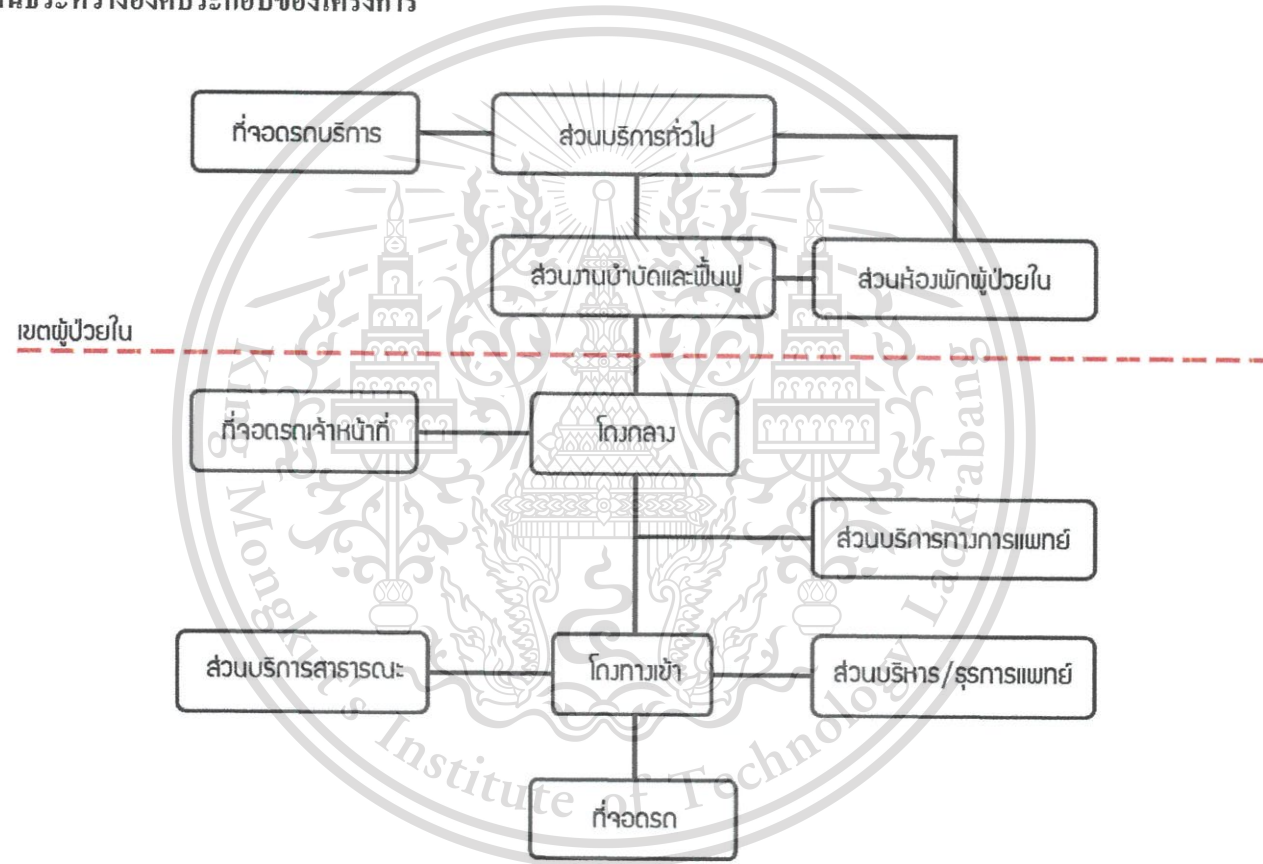 ที่จอดรถบริการ
ส่วนบริการทั่วไป
ส่วนงานบำบัดและฟื้นฟู
ส่วนห้องพักผู้ป่วยใน
เขตผู้ป่วยใน
ที่จอดรถเจ้าหน้าที่
โถงกลาง
ส่วนบริการทางการแพทย์
ส่วนบริการสาธารณะ
โถงทางเข้า
ส่วนบริหาร/ธุรการแพทย์
ที่จอดรถ
King Mongkut's Institute of Technology Ladkrabang